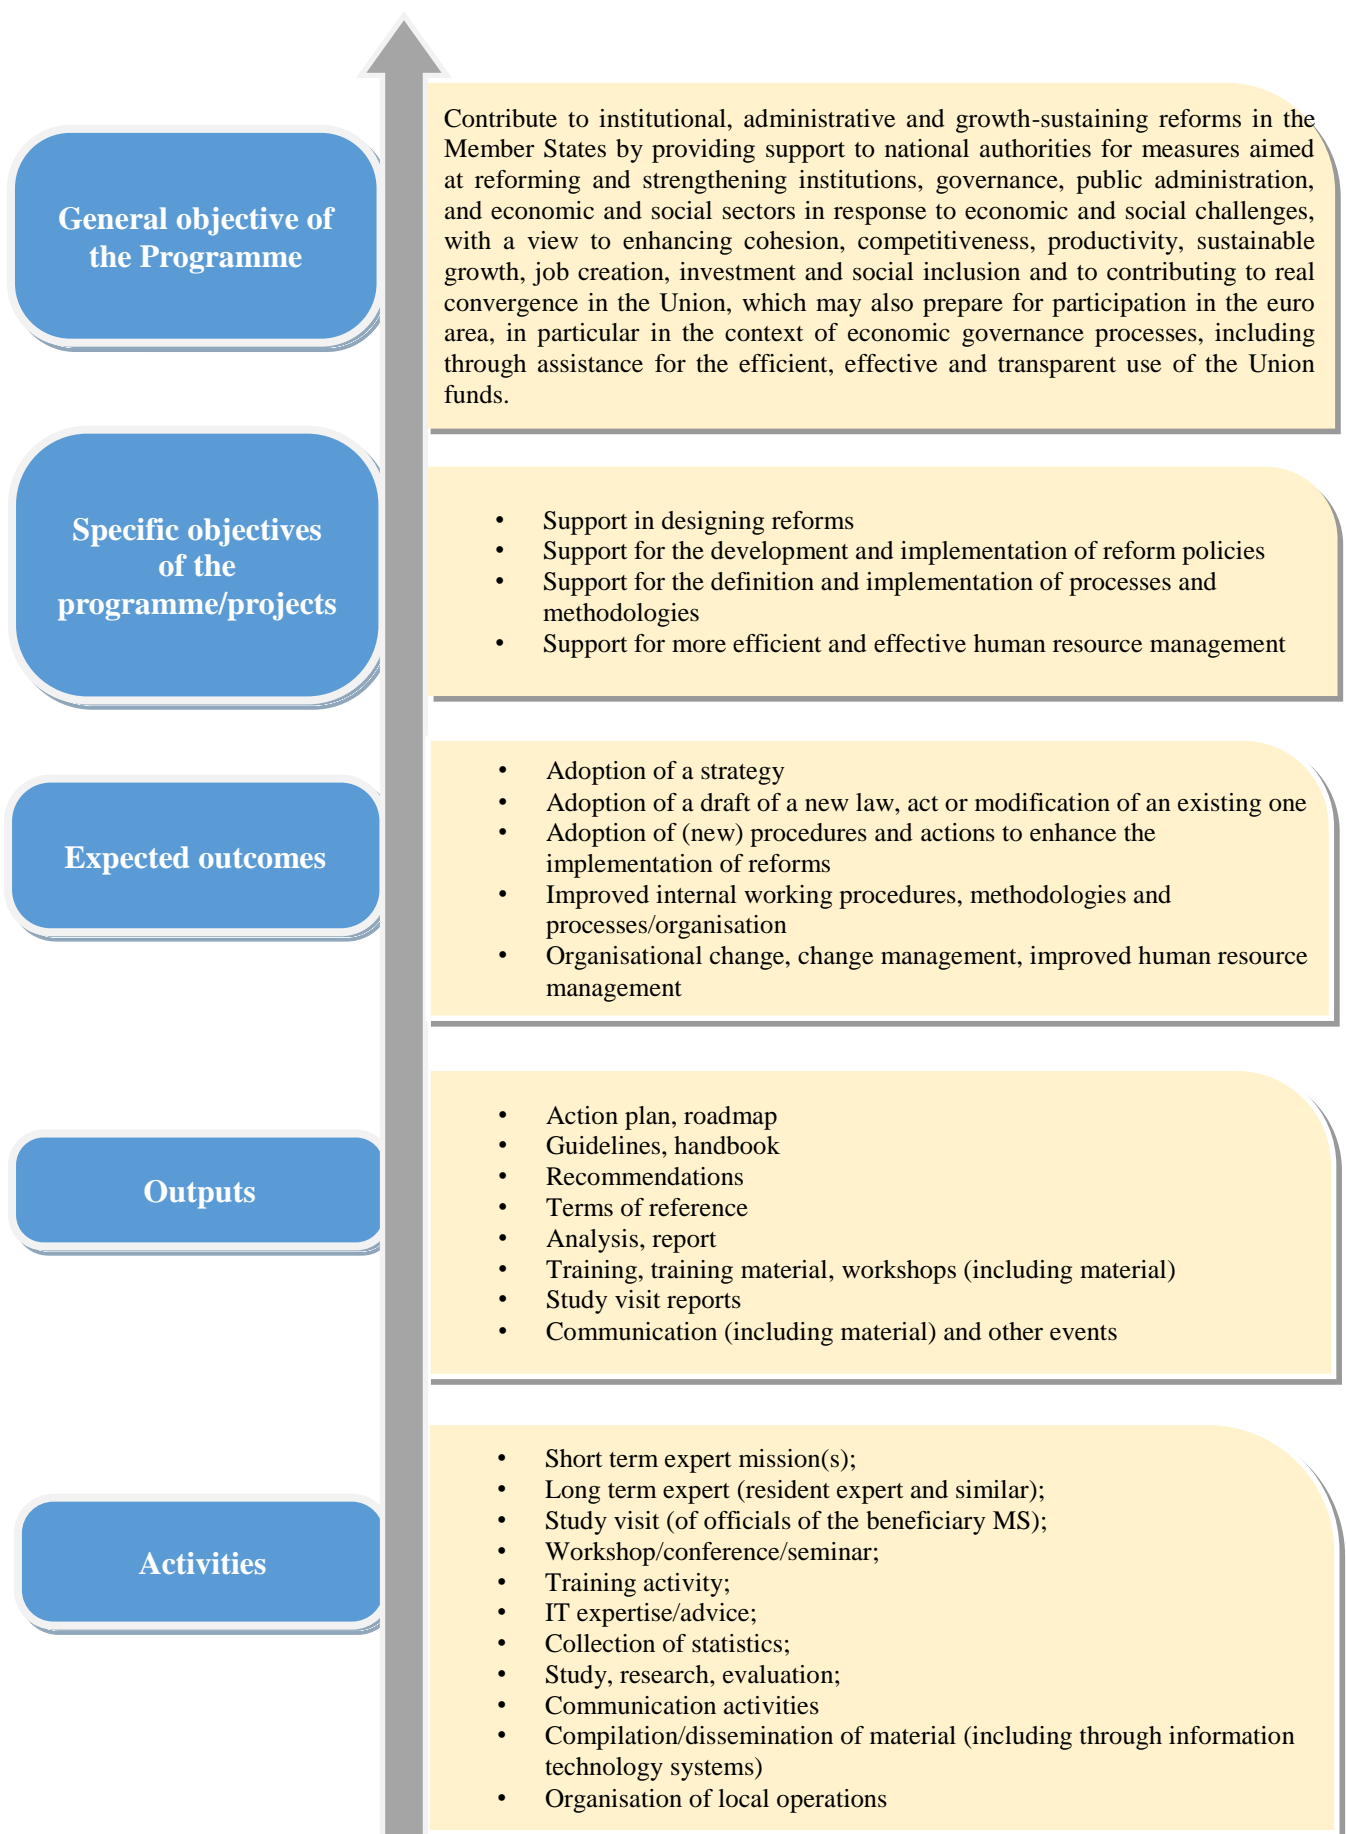 General objective of
the Programme
Contribute to institutional, administrative and growth-sustaining reforms in the
Member States by providing support to national authorities for measures aimed
at reforming and strengthening institutions, governance, public administration,
and economic and social sectors in response to economic and social challenges,
with a view to enhancing cohesion, competitiveness, productivity, sustainable
growth, job creation, investment and social inclusion and to contributing to real
convergence in the Union, which may also prepare for participation in the euro
area, in particular in the context of economic governance processes, including
through assistance for the efficient, effective and transparent use of the Union
funds.
Specific objectives
of the
programme/projects
• Support in designing reforms
• Support for the development and implementation of reform policies
• Support for the definition and implementation of processes and
methodologies
• Support for more efficient and effective human resource management
Expected outcomes
• Adoption of a strategy
• Adoption of a draft of a new law, act or modification of an existing one
• Adoption of (new) procedures and actions to enhance the
implementation of reforms
• Improved internal working procedures, methodologies and
processes/organisation
• Organisational change, change management, improved human resource
management
Outputs
• Action plan, roadmap
• Guidelines, handbook
• Recommendations
• Terms of reference
• Analysis, report
• Training, training material, workshops (including material)
• Study visit reports
• Communication (including material) and other events
Activities
• Short term expert mission(s);
• Long term expert (resident expert and similar);
• Study visit (of officials of the beneficiary MS);
• Workshop/conference/seminar;
• Training activity;
• IT expertise/advice;
• Collection of statistics;
• Study, research, evaluation;
• Communication activities
• Compilation/dissemination of material (including through information
technology systems)
• Organisation of local operations